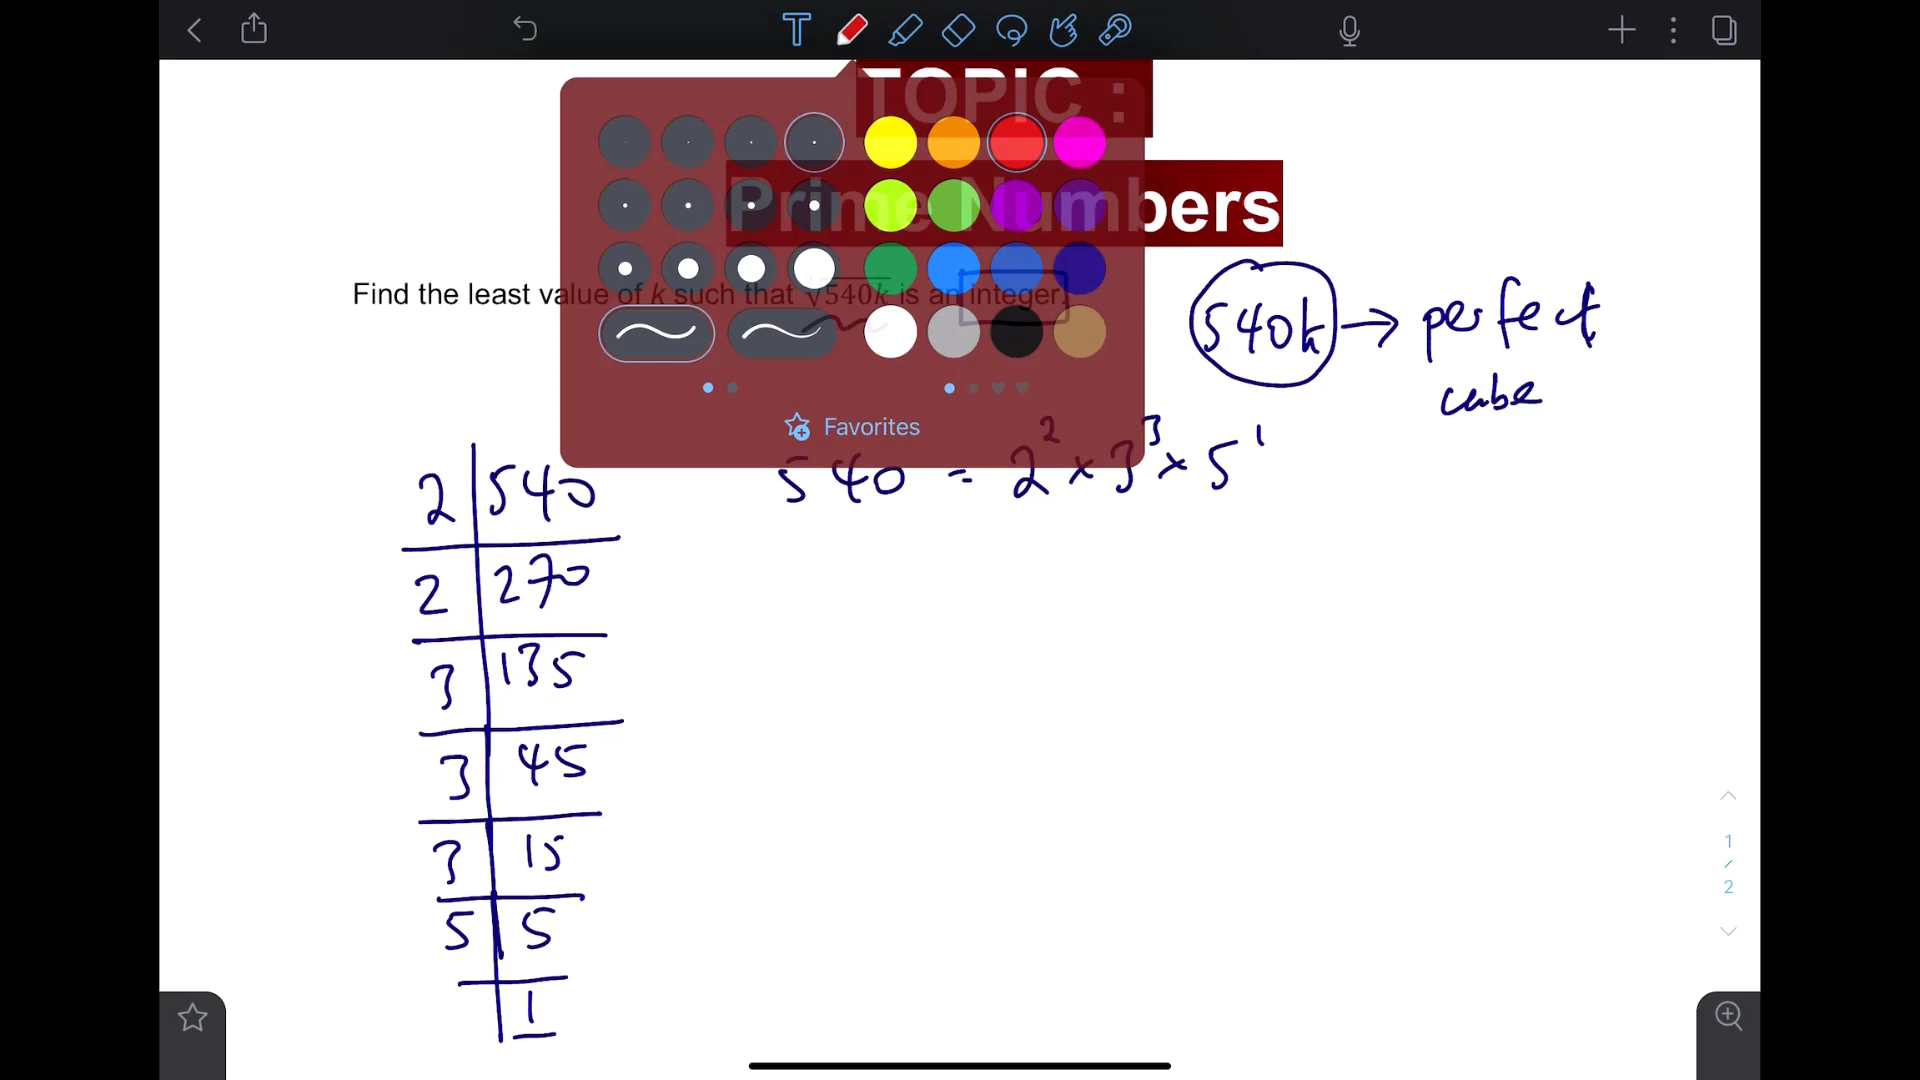 TOPIC :
Prime Numbers
Find the least value of k such that √540k is an integer.
540k → perfect
cube
Favorites
540 = 2² × 3³ × 5¹
2 | 540
2 | 270
3 | 135
3 | 45
3 | 15
5 | 5
1
1
/
2